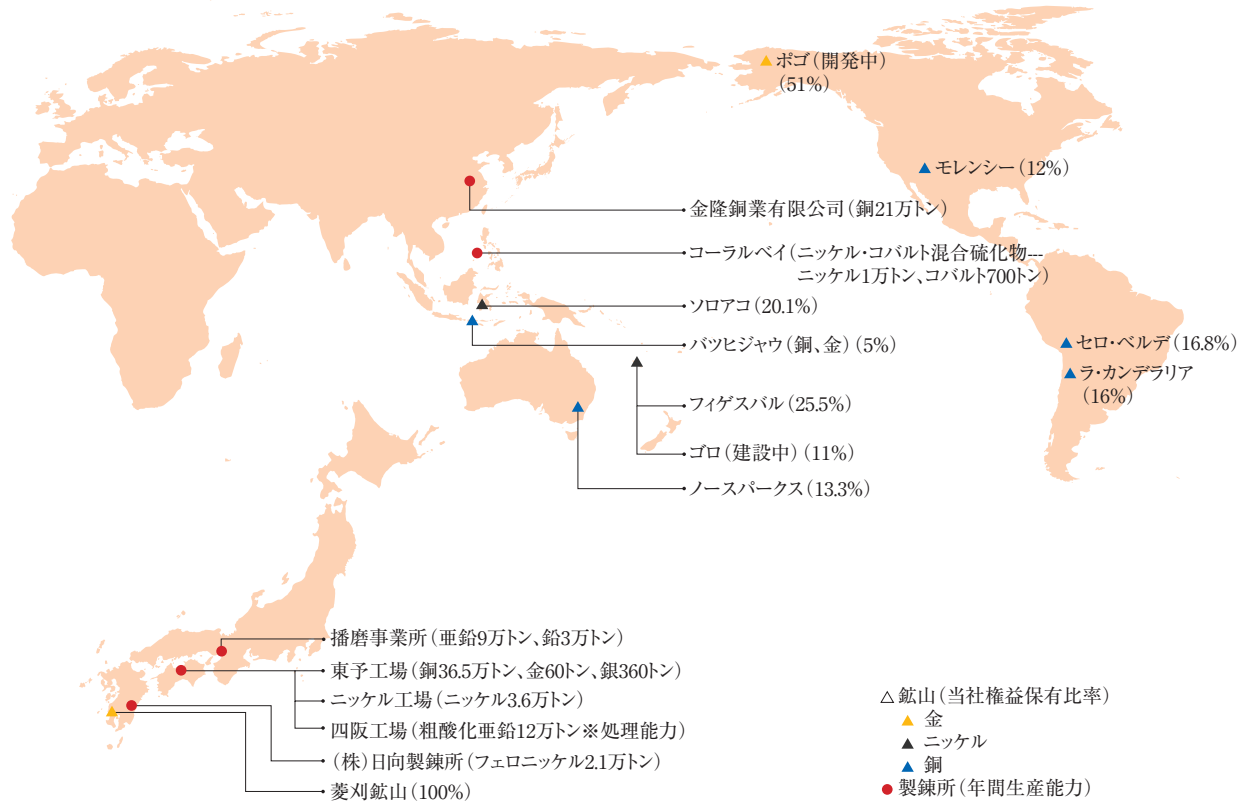 ポゴ（開発中）
（51%）
モレンシー（12%）
金隆銅業有限公司（銅21万トン）
コーラルベイ（ニッケル・コバルト混合硫化物---
ニッケル1万トン、コバルト700トン）
ソロアコ（20.1%）
バツヒジャウ（銅、金）（5%）
セロ・ベルデ（16.8%）
ラ・カンデラリア
（16%）
フィゲスバル（25.5%）
ゴロ（建設中）（11%）
ノースパークス（13.3%）
播磨事業所（亜鉛9万トン、鉛3万トン）
東予工場（銅36.5万トン、金60トン、銀360トン）
ニッケル工場（ニッケル3.6万トン）
四阪工場（粗酸化亜鉛12万トン※処理能力）
（株）日向製錬所（フェロニッケル2.1万トン）
菱刈鉱山（100%）
△鉱山（当社権益保有比率）
▲ 金
▲ ニッケル
▲ 銅
●製錬所（年間生産能力）